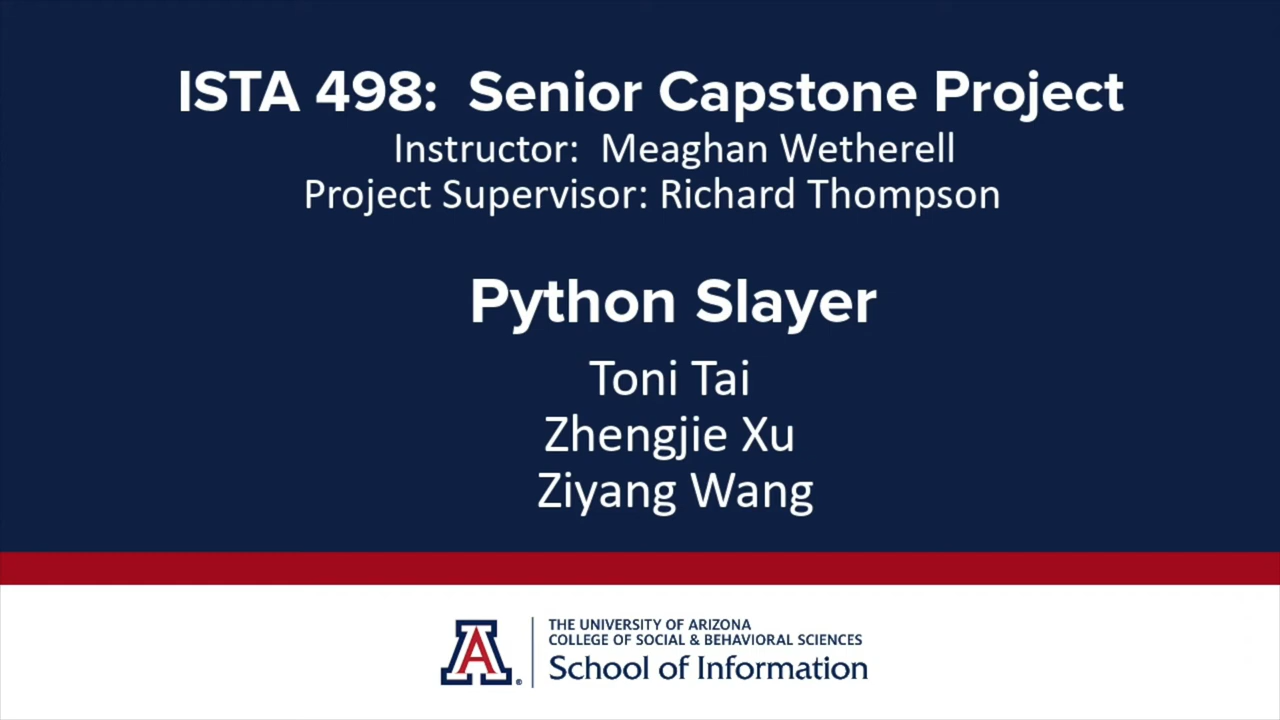 ISTA 498: Senior Capstone Project
Instructor: Meaghan Wetherell
Project Supervisor: Richard Thompson
Python Slayer
Toni Tai
Zhengjie Xu
Ziyang Wang
A®
THE UNIVERSITY OF ARIZONA
COLLEGE OF SOCIAL & BEHAVIORAL SCIENCES
School of Information